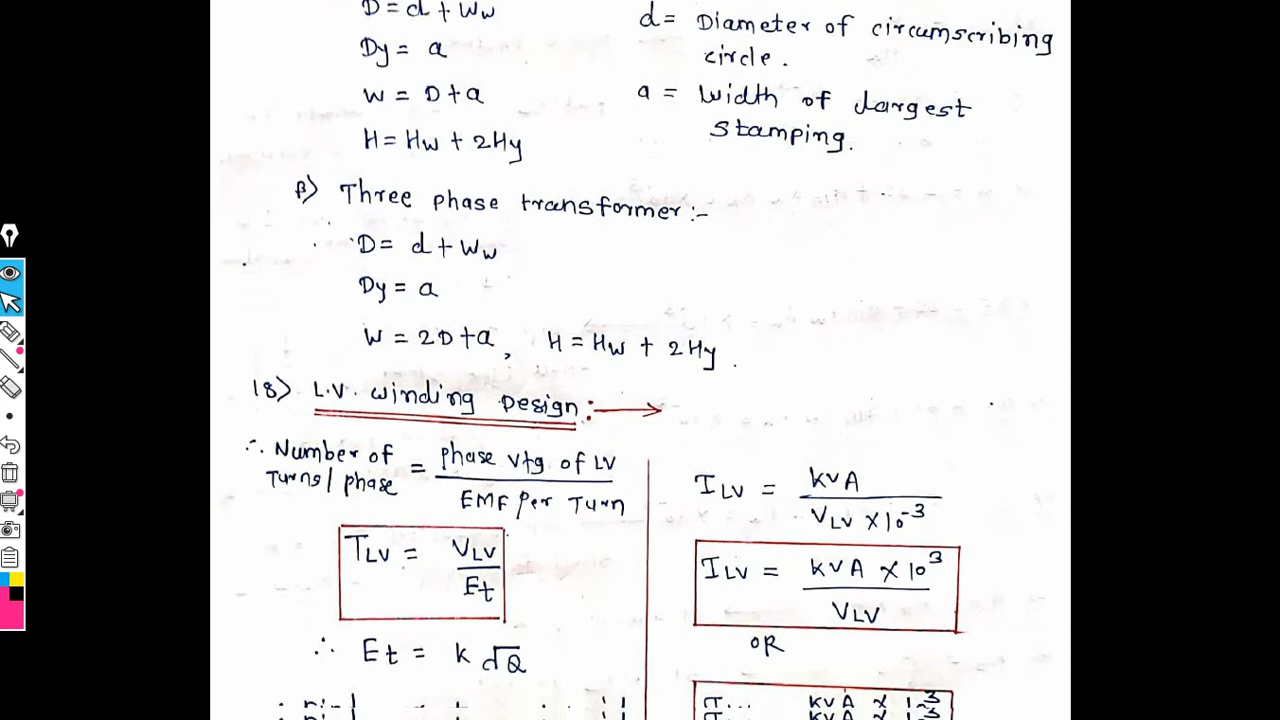 D = d + Ww
Dy = a
W = D + a
H = Hw + 2Hy
d = Diameter of circumscribing
circle.
a = Width of largest
stamping.
B) Three phase transformer:-
D = d + Ww
Dy = a
W = 2D + a, H = Hw + 2Hy.
18) L.V. winding Design:→
∴ Number of Turns/phase = phase vtg of LV / EMF per Turn
TLV = VLV / Et
∴ Et = K √Q
ILV = kVA / VLV × 10⁻³
ILV = kVA × 10³ / VLV
OR